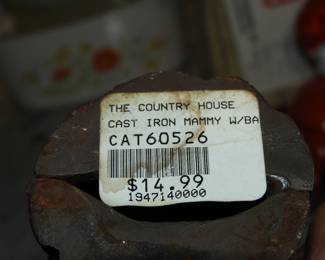 THE COUNTRY HOUSE
CAST IRON MAMMY W/BA
CAT60526
$14.99
1947140000